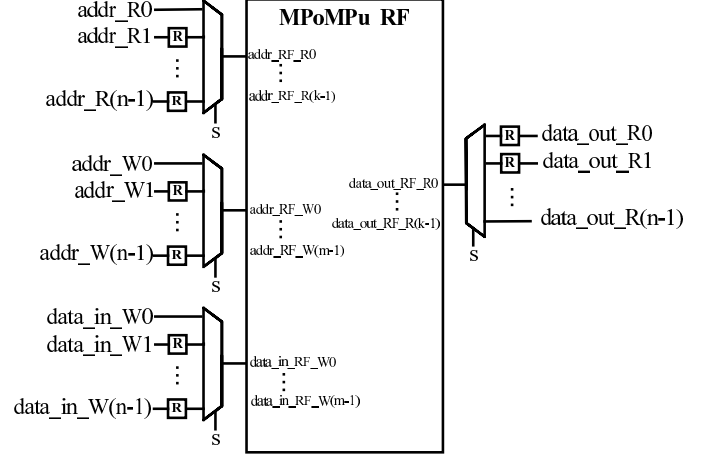 MPoMPu RF
addr_R0
addr_R1
R
⋮
addr_R(n-1)
R
S
addr_RF_R0
⋮
addr_RF_R(k-1)
addr_W0
addr_W1
R
⋮
addr_W(n-1)
R
S
addr_RF_W0
⋮
addr_RF_W(m-1)
data_in_W0
data_in_W1
R
⋮
data_in_W(n-1)
R
S
data_in_RF_W0
⋮
data_in_RF_W(m-1)
data_out_RF_R0
⋮
data_out_RF_R(k-1)
S
R
data_out_R0
R
data_out_R1
⋮
data_out_R(n-1)